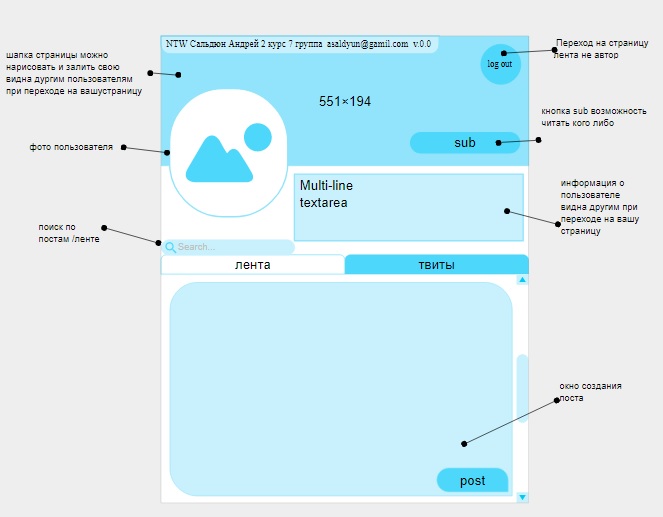 NTW Сальдюн Андрей 2 курс 7 группа asaldyun@gamil.com v.0.0
шапка страницы можно
нарисовать и залить свою
видна дургим пользователям
при переходе на вашустраницу
551×194
log out
Переход на страницу
лента не автор
кнопка sub возможность
читать кого либо
sub
фото пользователя
Multi-line
textarea
информация о
пользователе
видна другим при
переходе на вашу
страницу
поиск по
постам /ленте
Search...
лента
твиты
окно создания
поста
post